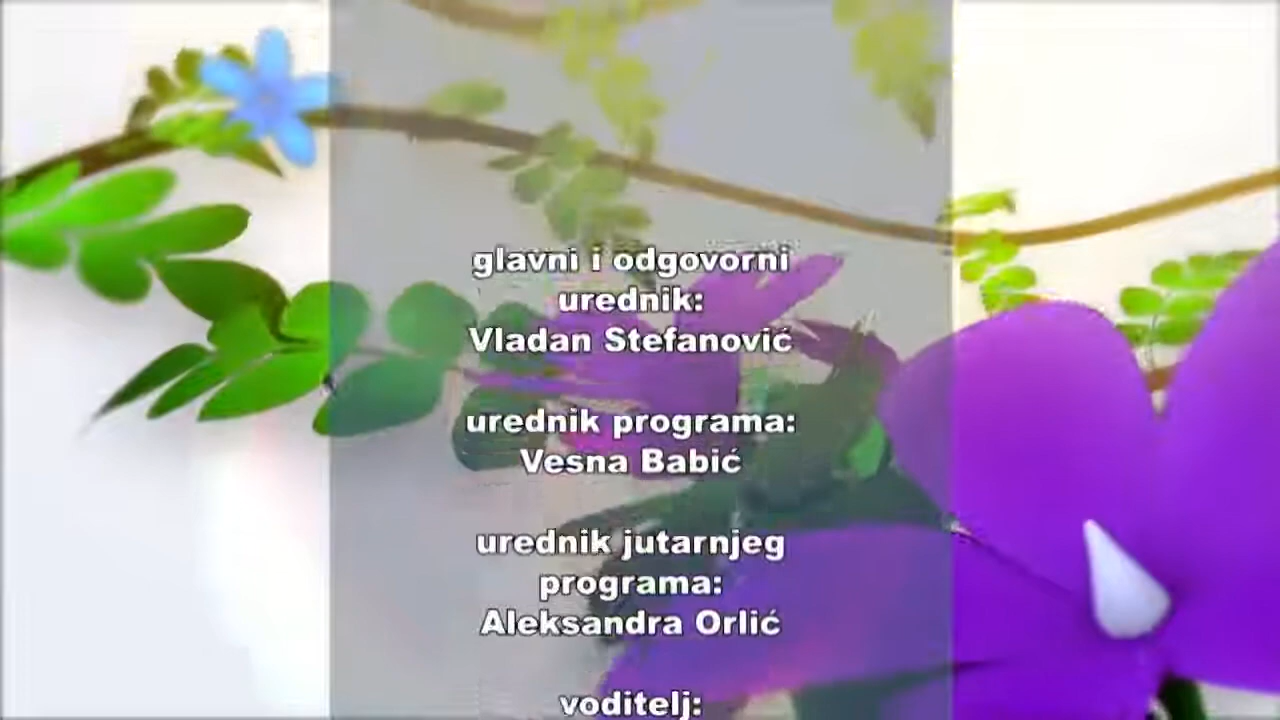 glavni i odgovorni
urednik:
Vladan Stefanović
urednik programa:
Vesna Babić
urednik jutarnjeg
programa:
Aleksandra Orlić
voditelj: